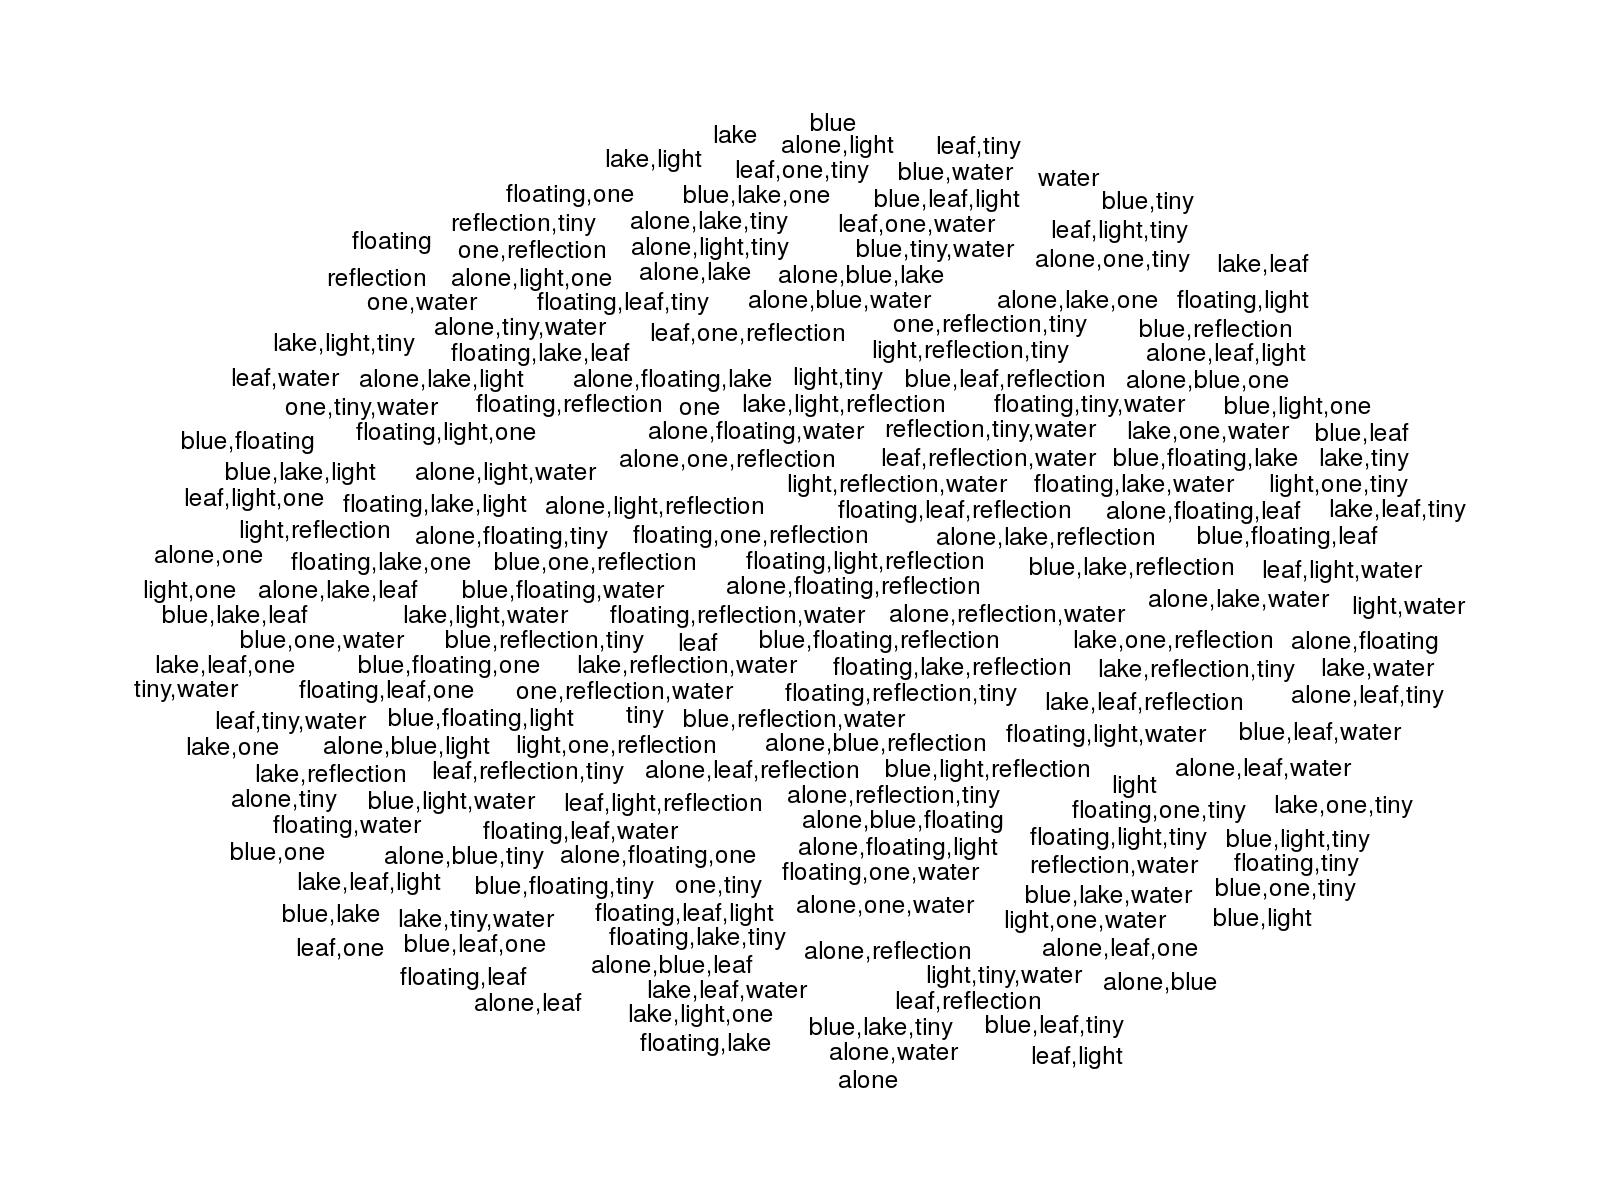 blue
lake
alone,light
leaf,tiny
lake,light
leaf,one,tiny
blue,water
water
floating,one
blue,lake,one
blue,leaf,light
blue,tiny
reflection,tiny
alone,lake,tiny
leaf,one,water
leaf,light,tiny
floating
one,reflection
alone,light,tiny
blue,tiny,water
alone,one,tiny
lake,leaf
reflection
alone,light,one
alone,lake
alone,blue,lake
one,water
floating,leaf,tiny
alone,blue,water
alone,lake,one
floating,light
alone,tiny,water
leaf,one,reflection
one,reflection,tiny
blue,reflection
lake,light,tiny
floating,lake,leaf
light,reflection,tiny
alone,leaf,light
leaf,water
alone,lake,light
alone,floating,lake
light,tiny
blue,leaf,reflection
alone,blue,one
one,tiny,water
floating,reflection
one
lake,light,reflection
floating,tiny,water
blue,light,one
blue,floating
floating,light,one
alone,floating,water
reflection,tiny,water
lake,one,water
blue,leaf
blue,lake,light
alone,light,water
alone,one,reflection
leaf,reflection,water
blue,floating,lake
lake,tiny
light,reflection,water
floating,lake,water
light,one,tiny
leaf,light,one
floating,lake,light
alone,light,reflection
floating,leaf,reflection
alone,floating,leaf
lake,leaf,tiny
light,reflection
alone,floating,tiny
floating,one,reflection
alone,lake,reflection
blue,floating,leaf
alone,one
floating,lake,one
blue,one,reflection
floating,light,reflection
blue,lake,reflection
leaf,light,water
light,one
alone,lake,leaf
blue,floating,water
alone,floating,reflection
alone,lake,water
light,water
blue,lake,leaf
lake,light,water
floating,reflection,water
alone,reflection,water
blue,one,water
blue,reflection,tiny
leaf
blue,floating,reflection
lake,one,reflection
alone,floating
lake,leaf,one
blue,floating,one
lake,reflection,water
floating,lake,reflection
lake,reflection,tiny
lake,water
tiny,water
floating,leaf,one
one,reflection,water
floating,reflection,tiny
lake,leaf,reflection
alone,leaf,tiny
leaf,tiny,water
blue,floating,light
tiny
blue,reflection,water
floating,light,water
blue,leaf,water
lake,one
alone,blue,light
light,one,reflection
alone,blue,reflection
lake,reflection
leaf,reflection,tiny
alone,leaf,reflection
blue,light,reflection
alone,leaf,water
light
alone,tiny
blue,light,water
leaf,light,reflection
alone,reflection,tiny
floating,one,tiny
lake,one,tiny
floating,water
floating,leaf,water
alone,blue,floating
floating,light,tiny
blue,light,tiny
blue,one
alone,blue,tiny
alone,floating,one
alone,floating,light
reflection,water
floating,tiny
lake,leaf,light
blue,floating,tiny
one,tiny
floating,one,water
blue,lake,water
blue,one,tiny
blue,lake
lake,tiny,water
floating,leaf,light
alone,one,water
light,one,water
blue,light
leaf,one
blue,leaf,one
floating,lake,tiny
alone,reflection
alone,leaf,one
floating,leaf
alone,blue,leaf
light,tiny,water
alone,blue
alone,leaf
lake,leaf,water
leaf,reflection
lake,light,one
blue,lake,tiny
blue,leaf,tiny
floating,lake
alone,water
leaf,light
alone